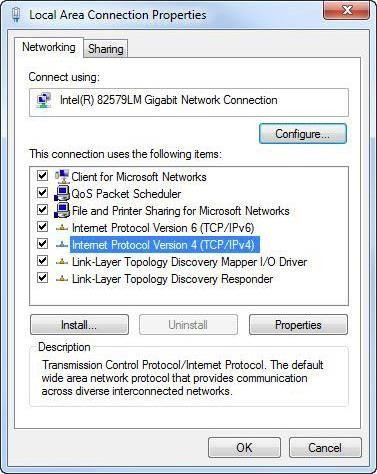 Local Area Connection Properties
Networking
Sharing
Connect using:
Intel(R) 82579LM Gigabit Network Connection
Configure...
This connection uses the following items:
Client for Microsoft Networks
QoS Packet Scheduler
File and Printer Sharing for Microsoft Networks
Internet Protocol Version 6 (TCP/IPv6)
Internet Protocol Version 4 (TCP/IPv4)
Link-Layer Topology Discovery Mapper I/O Driver
Link-Layer Topology Discovery Responder
Install...
Uninstall
Properties
Description
Transmission Control Protocol/Internet Protocol. The default
wide area network protocol that provides communication
across diverse interconnected networks.
OK
Cancel